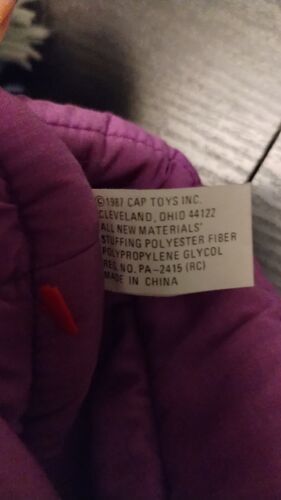 ©1987 CAP TOYS INC.
CLEVELAND, OHIO 44122
ALL NEW MATERIALS'
STUFFING POLYESTER FIBER
POLYPROPYLENE GLYCOL
REG. NO. PA-2415 (RC)
MADE IN CHINA